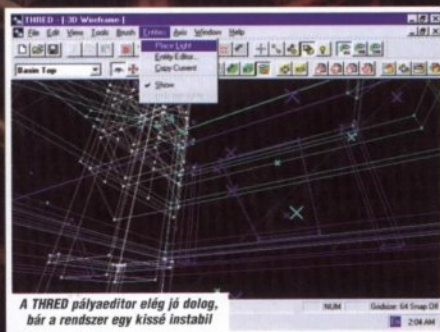 THRED - [ 3D Wireframe ]
File Edit View Tools Brush Entities Axis Window Help
Place Light
Entity Editor...
Copy Current
Show
Basin Top
A THRED pályaeditor elég jó dolog,
bár a rendszer egy kissé instabil
NUM Gridsize: 64 Snap:Off
2:04 AM